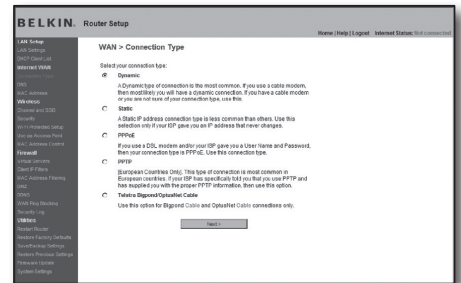 BELKIN. Router Setup
Home | Help | Logout Internet Status: Not connected
LAN Setup
LAN Settings
DHCP Client List
Internet WAN
Connection Type
DNS
MAC Address
Wireless
Channel and SSID
Security
Wi-Fi Protected Setup
Use as Access Point
MAC Address Control
Firewall
Virtual Servers
Client IP Filters
MAC Address Filtering
DMZ
DDNS
WAN Ping Blocking
Security Log
Utilities
Restart Router
Restore Factory Defaults
Save/Backup Settings
Restore Previous Settings
Firmware Update
System Settings
WAN > Connection Type
Select your connection type:
Dynamic
A Dynamic type of connection is the most common. If you use a cable modem,
then most likely you will have a dynamic connection. If you have a cable modem
or you are not sure of your connection type, use this.
Static
A Static IP address connection type is less common than others. Use this
selection only if your ISP gave you an IP address that never changes.
PPPoE
If you use a DSL modem and/or your ISP gave you a User Name and Password,
then your connection type is PPPoE. Use this connection type.
PPTP
[European Countries Only]. This type of connection is most common in
European countries. If your ISP has specifically told you that you use PPTP and
has supplied you with the proper PPTP information, then use this option.
Telstra Bigpond/OptusNet Cable
Use this option for Bigpond Cable and OptusNet Cable connections only.
Next >